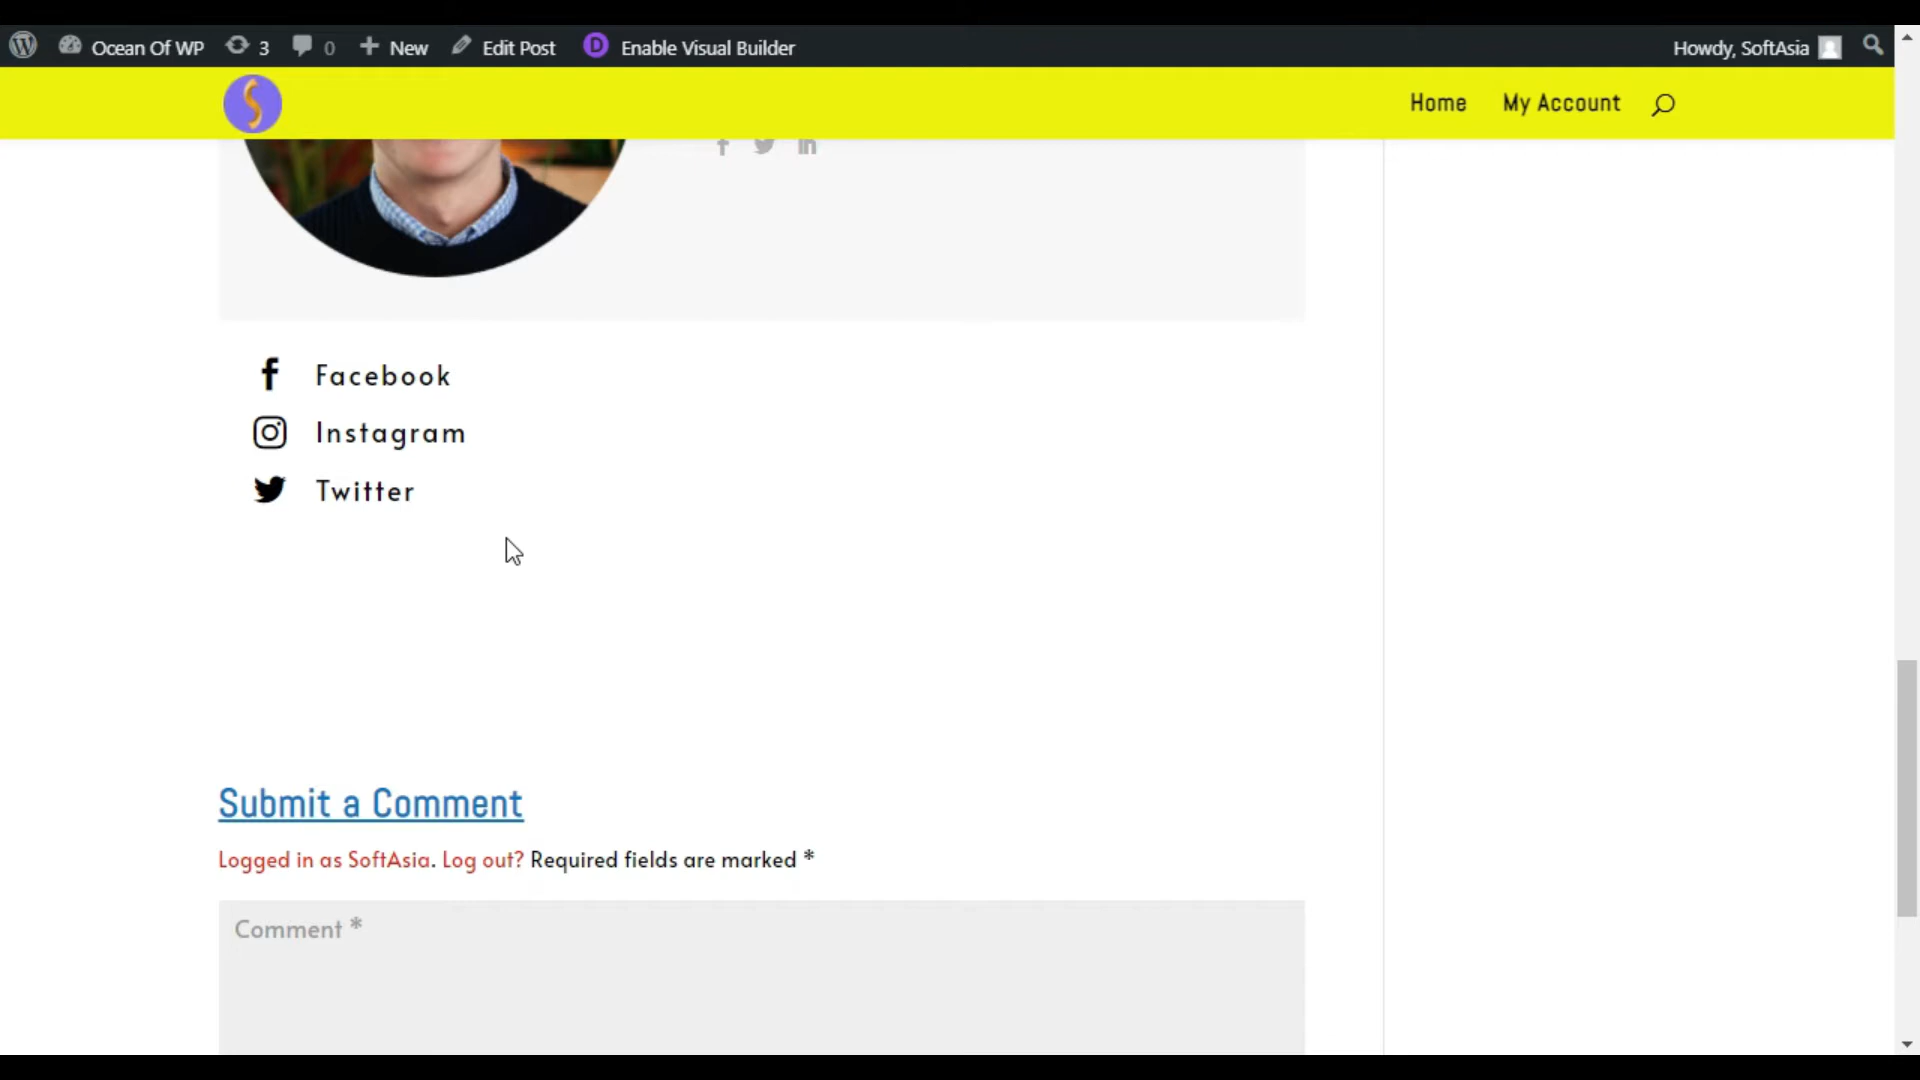 Ocean Of WP 3 0 New Edit Post D Enable Visual Builder Howdy, SoftAsia
S Home My Account
Facebook
Instagram
Twitter
Submit a Comment
Logged in as SoftAsia. Log out? Required fields are marked *
Comment *